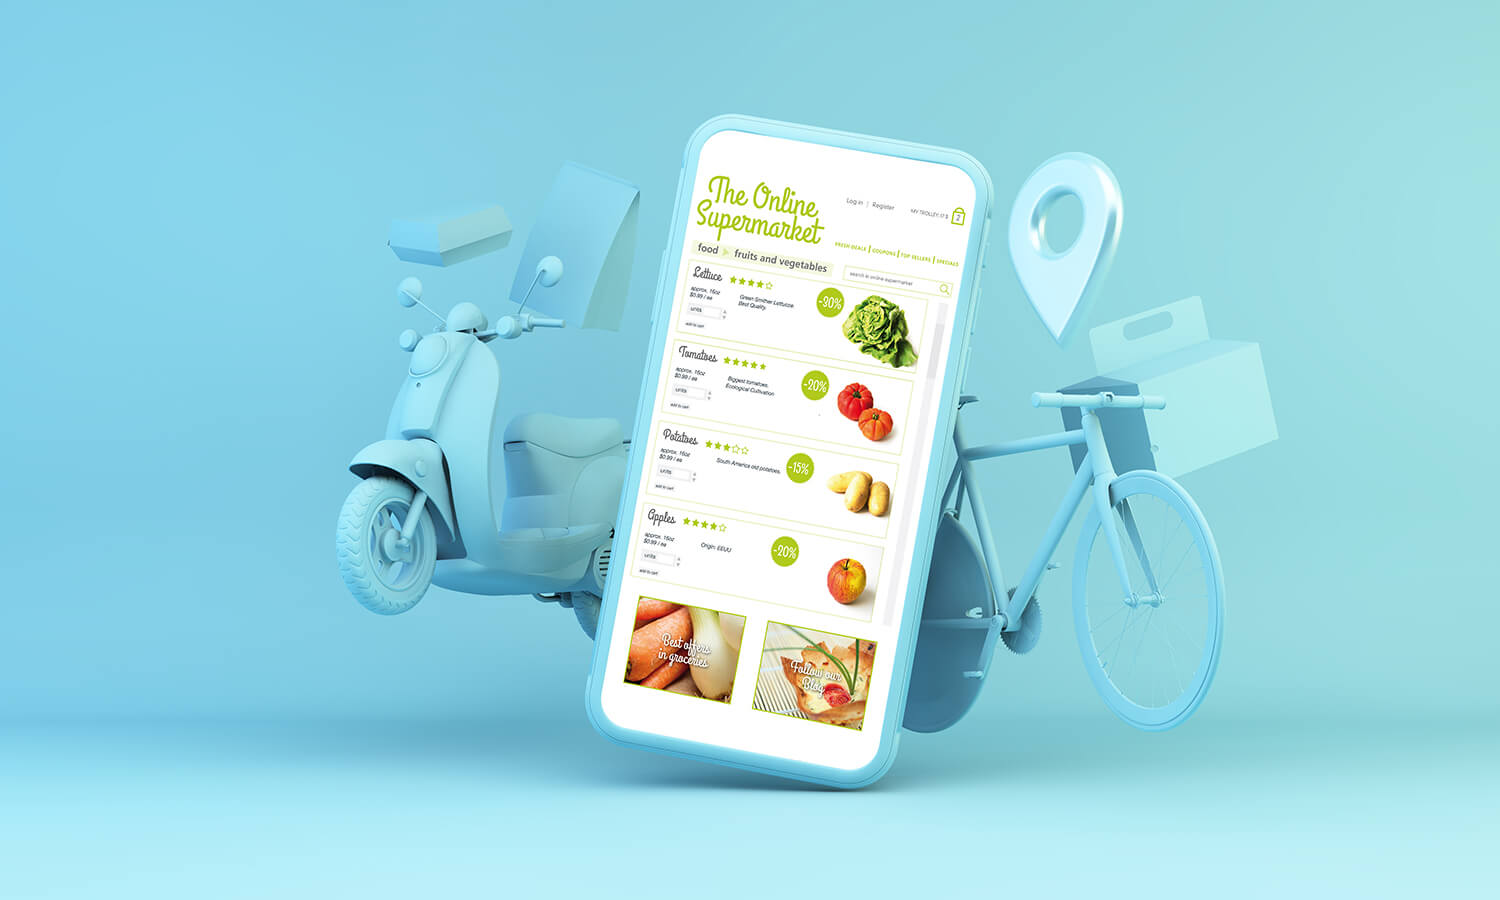 The Online
Supermarket
Log in | Register
MY TROLLEY: 17 $
2
FRESH DEALS | COUPONS | TOP SELLERS | SPECIALS
food
fruits and vegetables
search in online supermarket
Lettuce
approx. 16oz
$0.99 / ea
Green Smither Lettucce.
Best Quality.
-30%
units
add to cart
Tomatoes
approx. 16oz
$0.99 / ea
Biggest tomatoes.
Ecological Cultivation
-20%
units
add to cart
Potatoes
approx. 16oz
$0.99 / ea
South America old potatoes.
-15%
units
add to cart
Apples
approx. 16oz
$0.99 / ea
Origin: EEUU
-20%
units
add to cart
Best offers
in groceries
Follow our
Blog